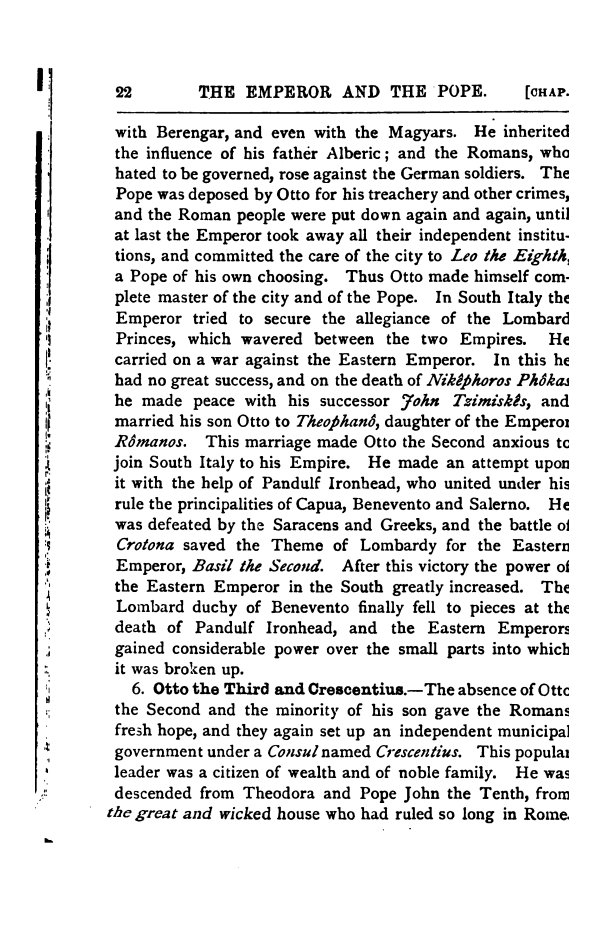 22 THE EMPEROR AND THE POPE. [CHAP.
with Berengar, and even with the Magyars. He inherited
the influence of his father Alberic; and the Romans, who
hated to be governed, rose against the German soldiers. The
Pope was deposed by Otto for his treachery and other crimes,
and the Roman people were put down again and again, until
at last the Emperor took away all their independent institu-
tions, and committed the care of the city to Leo the Eighth,
a Pope of his own choosing. Thus Otto made himself com-
plete master of the city and of the Pope. In South Italy the
Emperor tried to secure the allegiance of the Lombard
Princes, which wavered between the two Empires. He
carried on a war against the Eastern Emperor. In this he
had no great success, and on the death of Nikêphoros Phôkas
he made peace with his successor John Tzimiskês, and
married his son Otto to Theophanô, daughter of the Emperor
Rômanos. This marriage made Otto the Second anxious to
join South Italy to his Empire. He made an attempt upon
it with the help of Pandulf Ironhead, who united under his
rule the principalities of Capua, Benevento and Salerno. He
was defeated by the Saracens and Greeks, and the battle of
Crotona saved the Theme of Lombardy for the Eastern
Emperor, Basil the Second. After this victory the power of
the Eastern Emperor in the South greatly increased. The
Lombard duchy of Benevento finally fell to pieces at the
death of Pandulf Ironhead, and the Eastern Emperors
gained considerable power over the small parts into which
it was broken up.
6. Otto the Third and Crescentius.—The absence of Otto
the Second and the minority of his son gave the Romans
fresh hope, and they again set up an independent municipal
government under a Consul named Crescentius. This popular
leader was a citizen of wealth and of noble family. He was
descended from Theodora and Pope John the Tenth, from
the great and wicked house who had ruled so long in Rome.